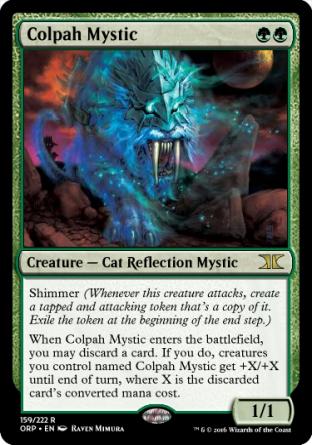 Colpah Mystic
Creature — Cat Reflection Mystic
Shimmer (Whenever this creature attacks, create
a tapped and attacking token that's a copy of it.
Exile the token at the beginning of the end step.)
When Colpah Mystic enters the battlefield,
you may discard a card. If you do, creatures
you control named Colpah Mystic get +X/+X
until end of turn, where X is the discarded
card's converted mana cost.
1/1
159/222 R
ORP • EN Raven Mimura
™ & © 2016 Wizards of the Coast